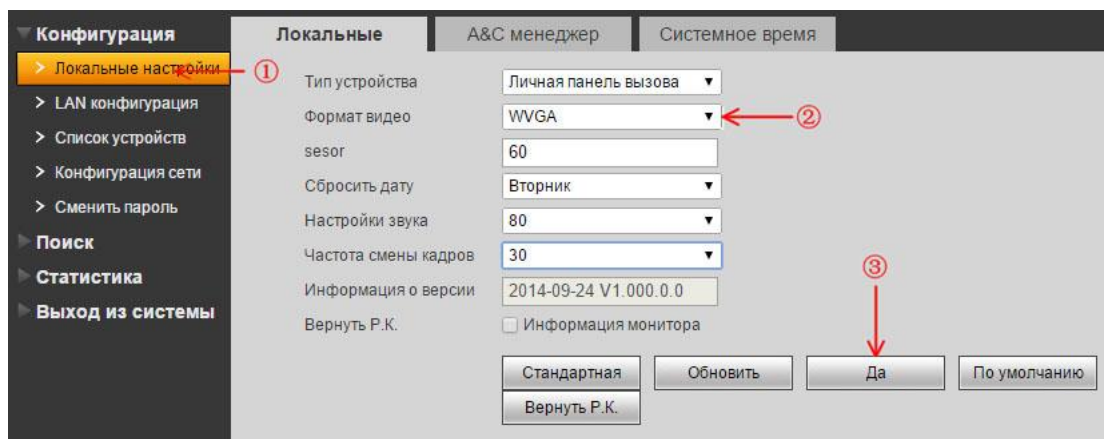 Конфигурация
Локальные настройки
LAN конфигурация
Список устройств
Конфигурация сети
Сменить пароль
Поиск
Статистика
Выход из системы
Локальные А&С менеджер Системное время
①
Тип устройства Личная панель вызова
Формат видео WVGA
②
sesor 60
Сбросить дату Вторник
Настройки звука 80
Частота смены кадров 30
③
Информация о версии 2014-09-24 V1.000.0.0
Вернуть Р.К. Информация монитора
Стандартная Обновить Да По умолчанию
Вернуть Р.К.